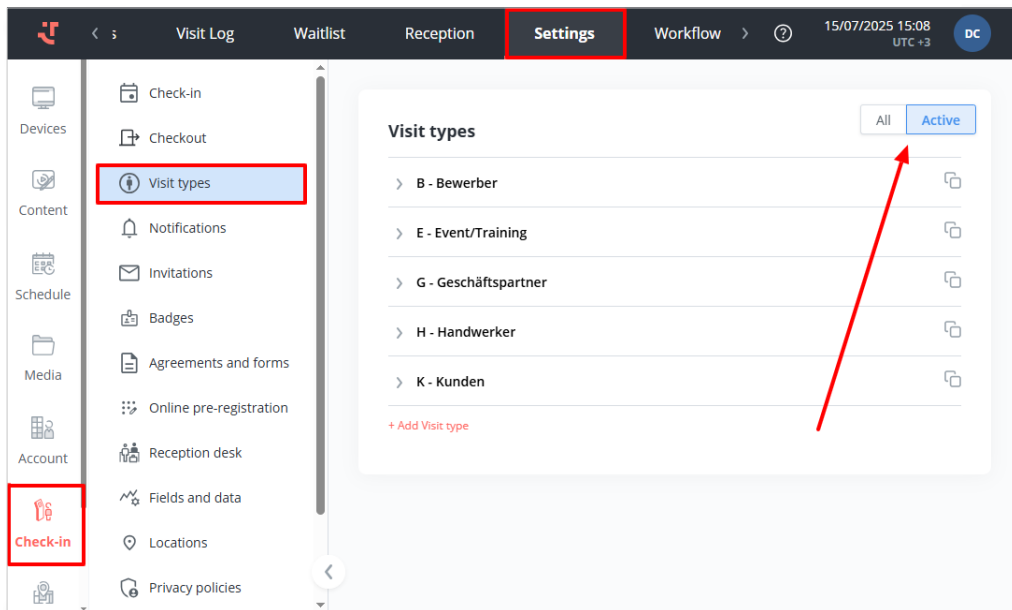 s
Visit Log
Waitlist
Reception
Settings
Workflow
15/07/2025 15:08
UTC +3
DC
Devices
Content
Schedule
Media
Account
Check-in
Check-in
Checkout
Visit types
Notifications
Invitations
Badges
Agreements and forms
Online pre-registration
Reception desk
Fields and data
Locations
Privacy policies
Visit types
All
Active
B - Bewerber
E - Event/Training
G - Geschäftspartner
H - Handwerker
K - Kunden
+ Add Visit type